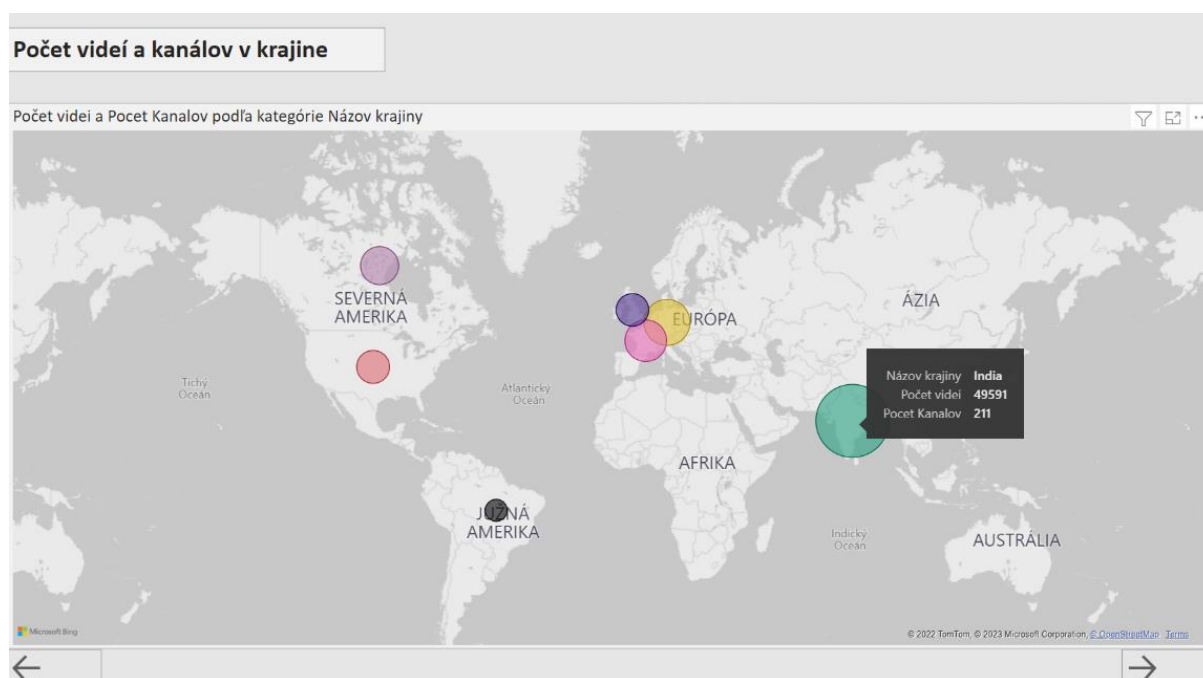 Počet videí a kanálov v krajine
Počet videi a Pocet Kanalov podľa kategórie Názov krajiny
SEVERNÁ
AMERIKA
EURÓPA
ÁZIA
Tichý
Oceán
Atlantický
Oceán
Názov krajiny India
Počet videi 49591
Pocet Kanalov 211
AFRIKA
JUŽNÁ
AMERIKA
Indický
Oceán
AUSTRÁLIA
Microsoft Bing
© 2022 TomTom, © 2023 Microsoft Corporation, © OpenStreetMap Terms